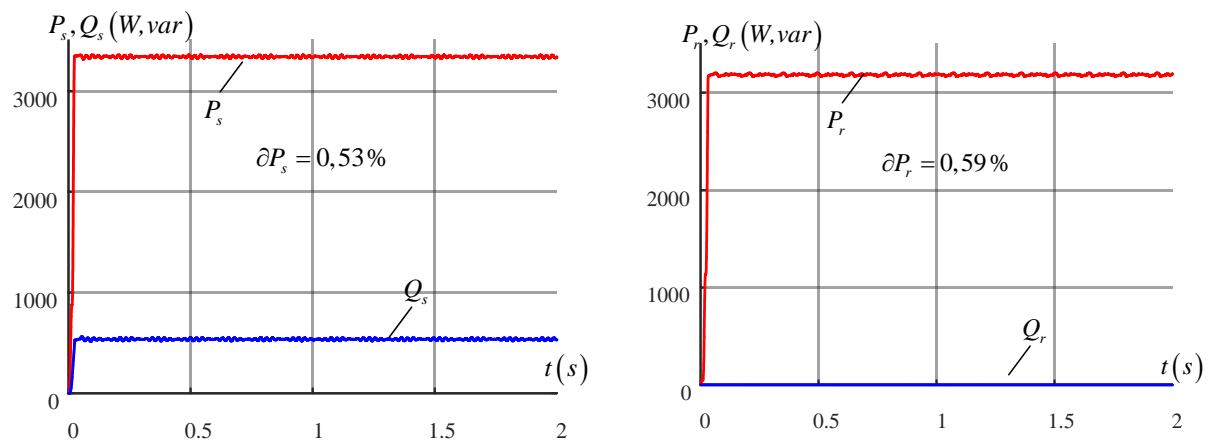 P_s, Q_s (W, var)
3000
P_s
∂P_s = 0,53%
2000
1000
Q_s
t(s)
0
0 0.5 1 1.5 2
P_r, Q_r (W, var)
3000
P_r
∂P_r = 0,59%
2000
1000
Q_r
t(s)
0
0 0.5 1 1.5 2